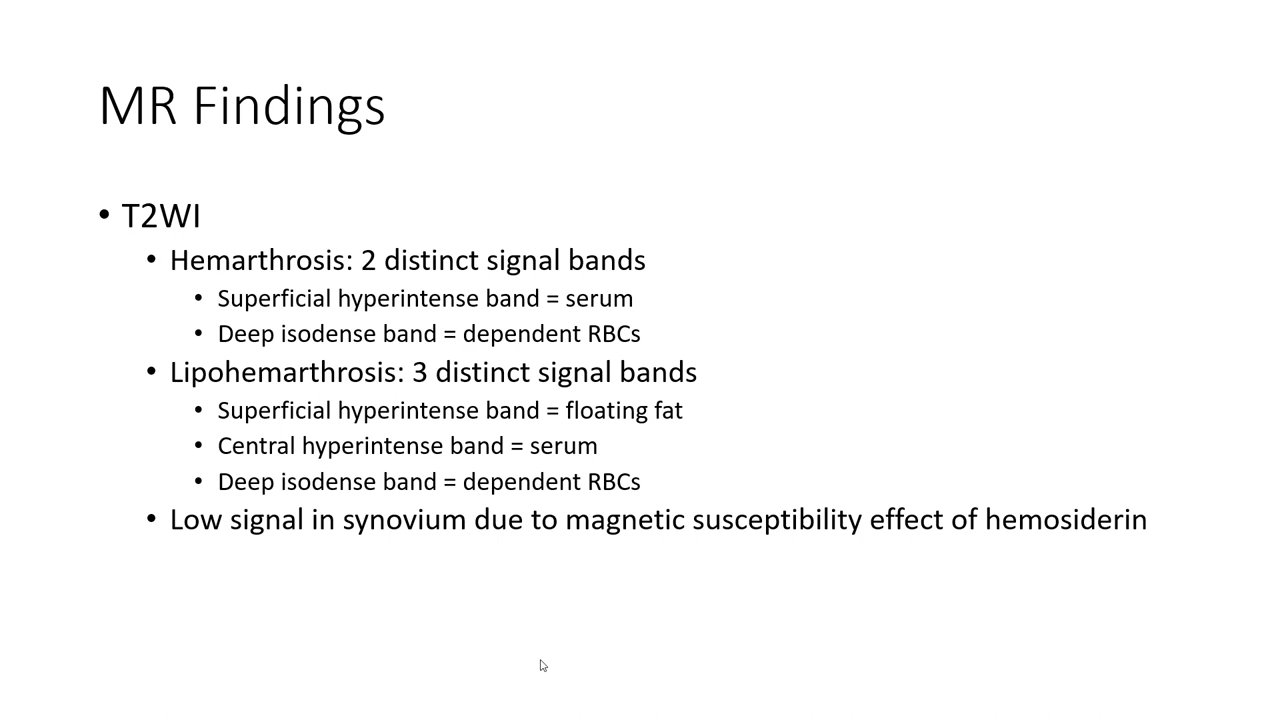 MR Findings
• T2WI
• Hemarthrosis: 2 distinct signal bands
• Superficial hyperintense band = serum
• Deep isodense band = dependent RBCs
• Lipohemarthrosis: 3 distinct signal bands
• Superficial hyperintense band = floating fat
• Central hyperintense band = serum
• Deep isodense band = dependent RBCs
• Low signal in synovium due to magnetic susceptibility effect of hemosiderin